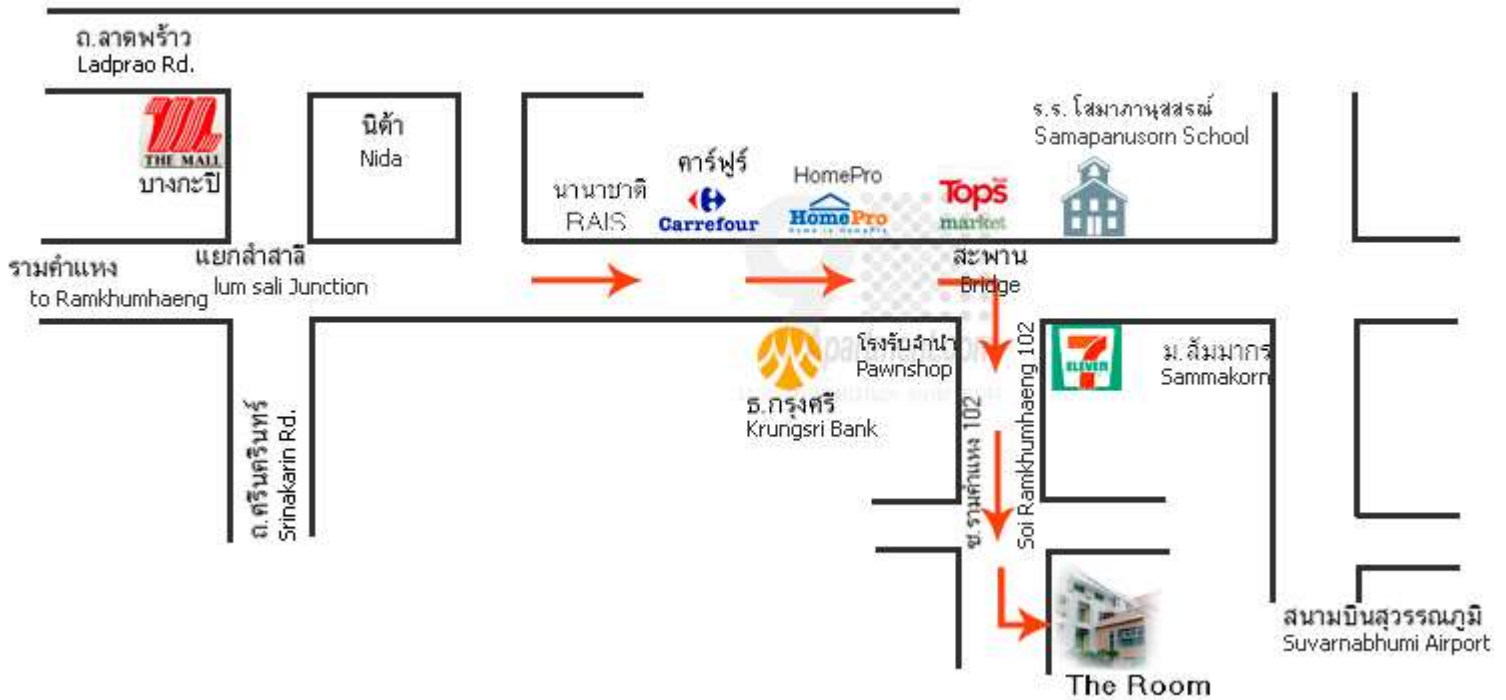 ถ.ลาดพร้าว
Ladprao Rd.
THE MALL
บางกะปิ
นิด้า
Nida
นานาชาติ
RAIS
คาร์ฟูร์
Carrefour
HomePro
HomePro
Tops
market
ร.ร. โสมาภานุสสรณ์
Samapanusorn School
รามคำแหง
to Ramkhumhaeng
แยกลำสาลี
lum sali Junction
สะพาน
Bridge
ถ.ศรีนครินทร์
Srinakarin Rd.
ธ.กรุงศรี
Krungsri Bank
โรงรับจำนำ
Pawnshop
ซ.รามคำแหง 102
Soi Ramkhumhaeng 102
7
ELEVEN
ม.สัมมากร
Sammakorn
สนามบินสุวรรณภูมิ
Suvarnabhumi Airport
The Room